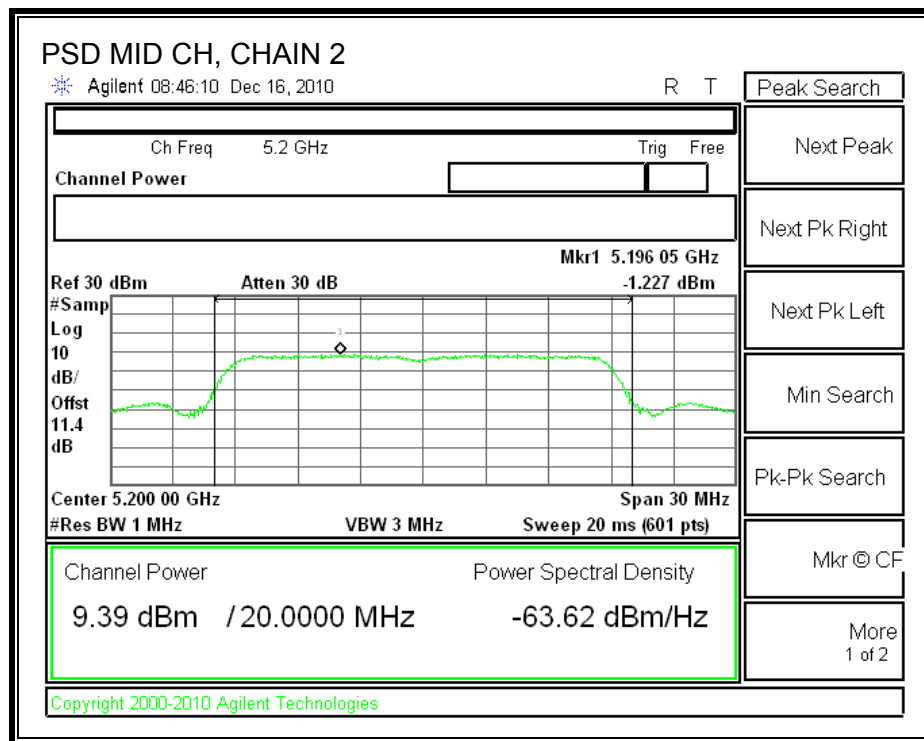 PSD MID CH, CHAIN 2
Agilent 08:46:10 Dec 16, 2010 R T
Peak Search
Ch Freq 5.2 GHz Trig Free
Channel Power
Next Peak
Next Pk Right
Mkr1 5.196 05 GHz
Ref 30 dBm Atten 30 dB -1.227 dBm
#Samp
Log
10
dB/
Offst
11.4
dB
1
Next Pk Left
Min Search
Pk-Pk Search
Center 5.200 00 GHz Span 30 MHz
#Res BW 1 MHz VBW 3 MHz Sweep 20 ms (601 pts)
Channel Power Power Spectral Density
9.39 dBm / 20.0000 MHz -63.62 dBm/Hz
Mkr © CF
More
1 of 2
Copyright 2000-2010 Agilent Technologies